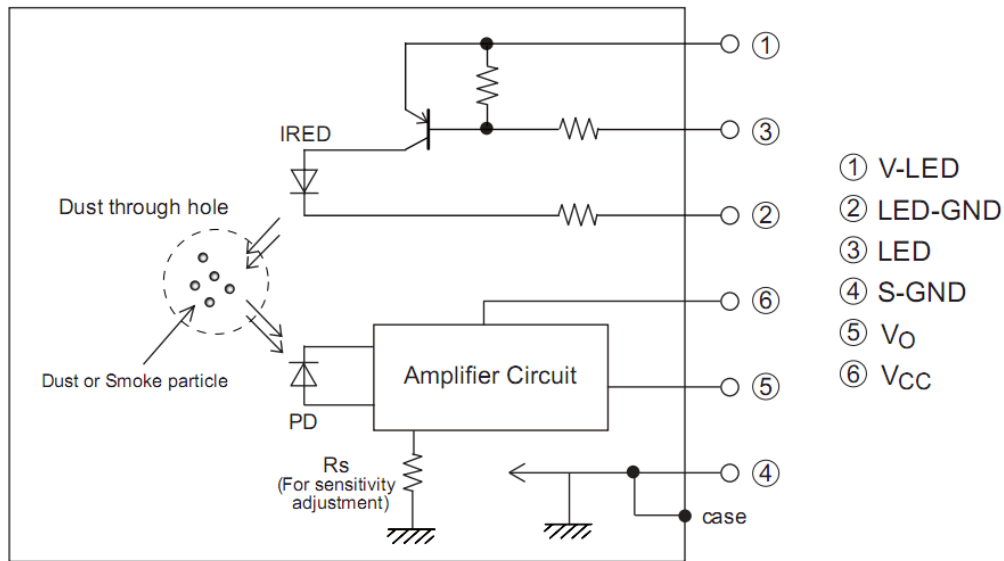 ①
IRED
③
① V-LED
Dust through hole
②
② LED-GND
③ LED
⑥
④ S-GND
⑤ VO
Amplifier Circuit
⑤
⑥ VCC
Dust or Smoke particle
PD
Rs
(For sensitivity
adjustment)
④
case